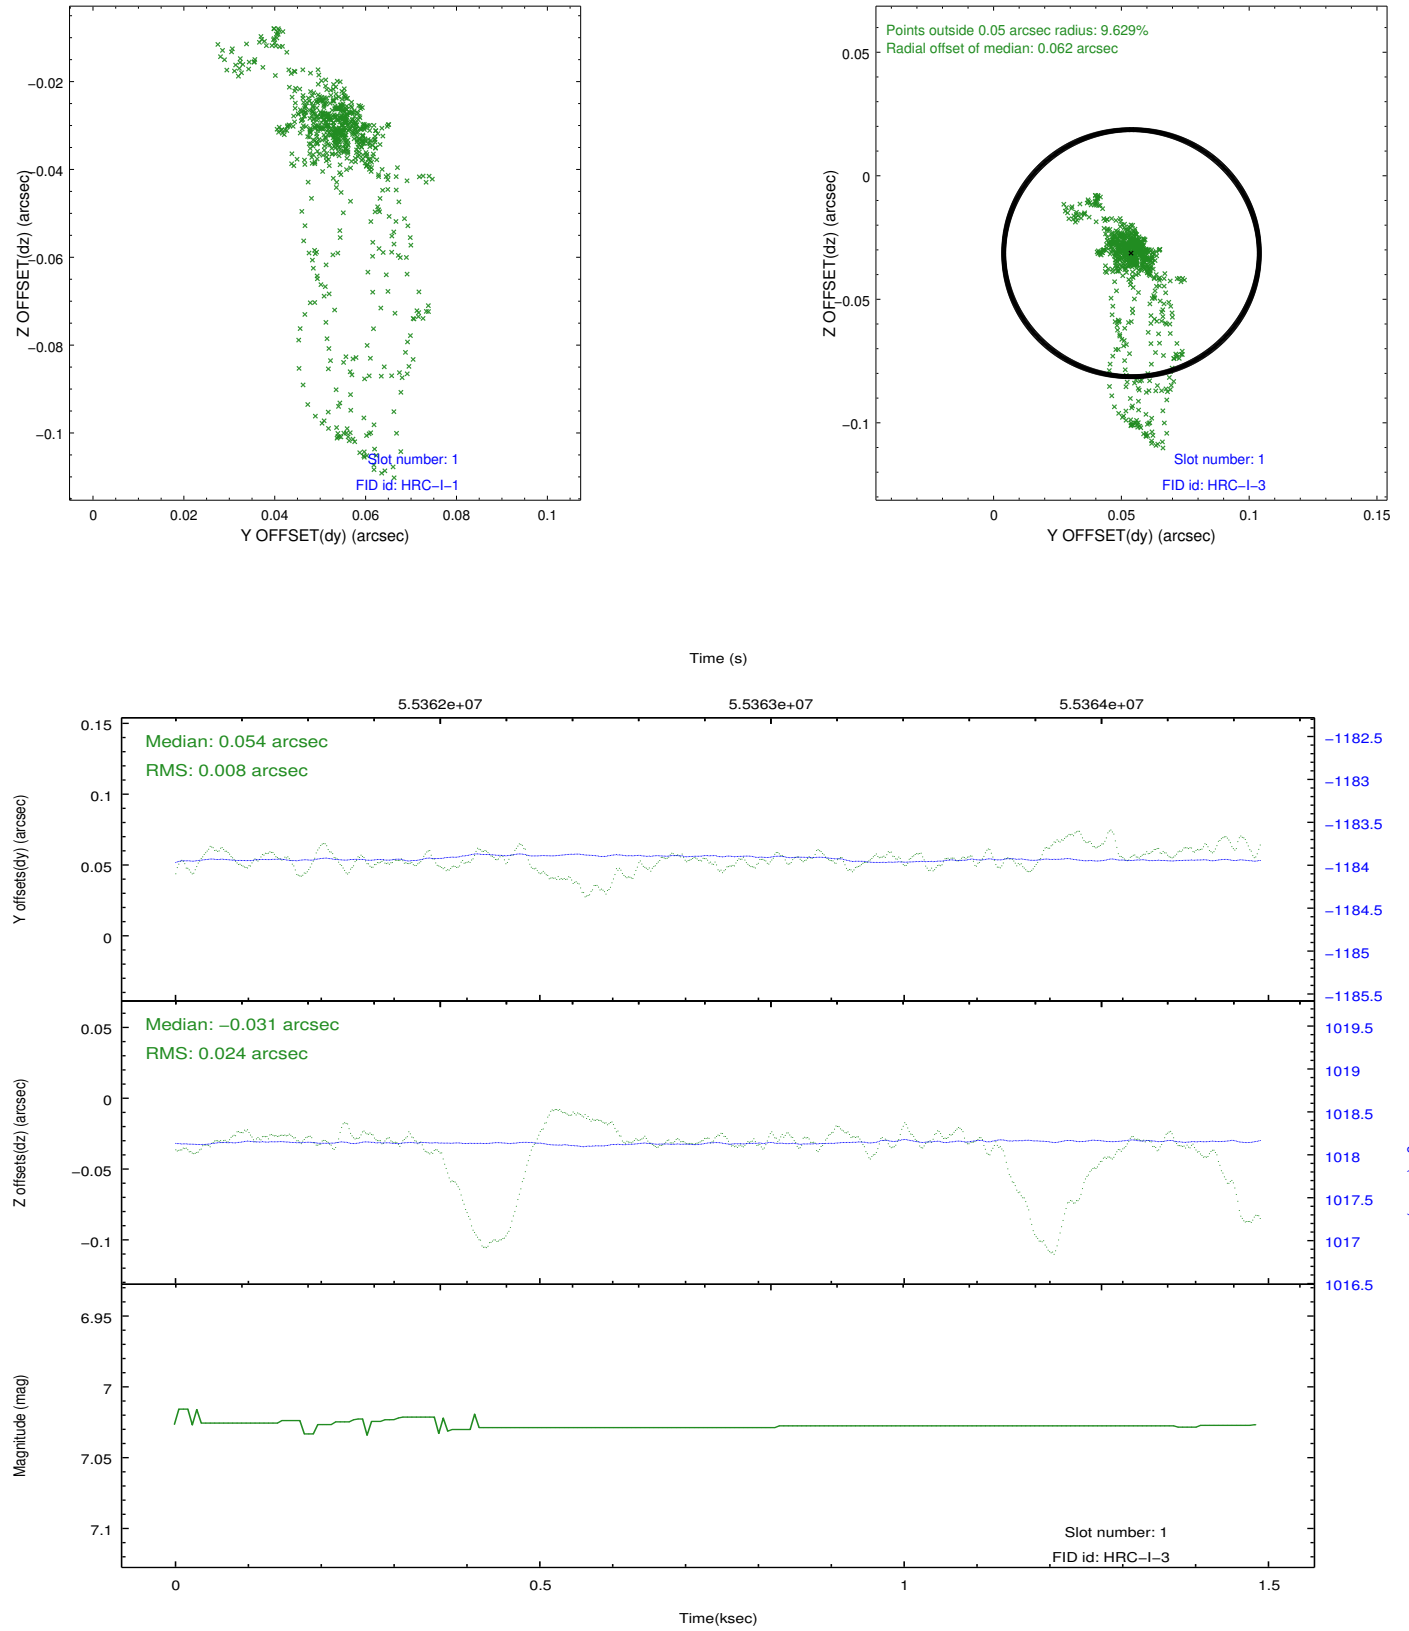 −0.02
−0.04
−0.06
−0.08
−0.1
Z OFFSET(dz) (arcsec)
Slot number: 1
FID id: HRC−I−1
0 0.02 0.04 0.06 0.08 0.1
Y OFFSET(dy) (arcsec)
Points outside 0.05 arcsec radius: 9.629%
Radial offset of median: 0.062 arcsec
0.05
0
−0.05
−0.1
Z OFFSET(dz) (arcsec)
Slot number: 1
FID id: HRC−I−3
0 0.05 0.1 0.15
Y OFFSET(dy) (arcsec)
Time (s)
5.5362e+07 5.5363e+07 5.5364e+07
Median: 0.054 arcsec
RMS: 0.008 arcsec
0.15
0.1
0.05
0
Y offsets(dy) (arcsec)
−1182.5
−1183
−1183.5
−1184
−1184.5
−1185
−1185.5
Median: −0.031 arcsec
RMS: 0.024 arcsec
0.05
0
−0.05
−0.1
Z offsets(dz) (arcsec)
1019.5
1019
1018.5
1018
1017.5
1017
1016.5
6.95
7
7.05
7.1
Magnitude (mag)
Slot number: 1
FID id: HRC−I−3
0 0.5 1 1.5
Time(ksec)